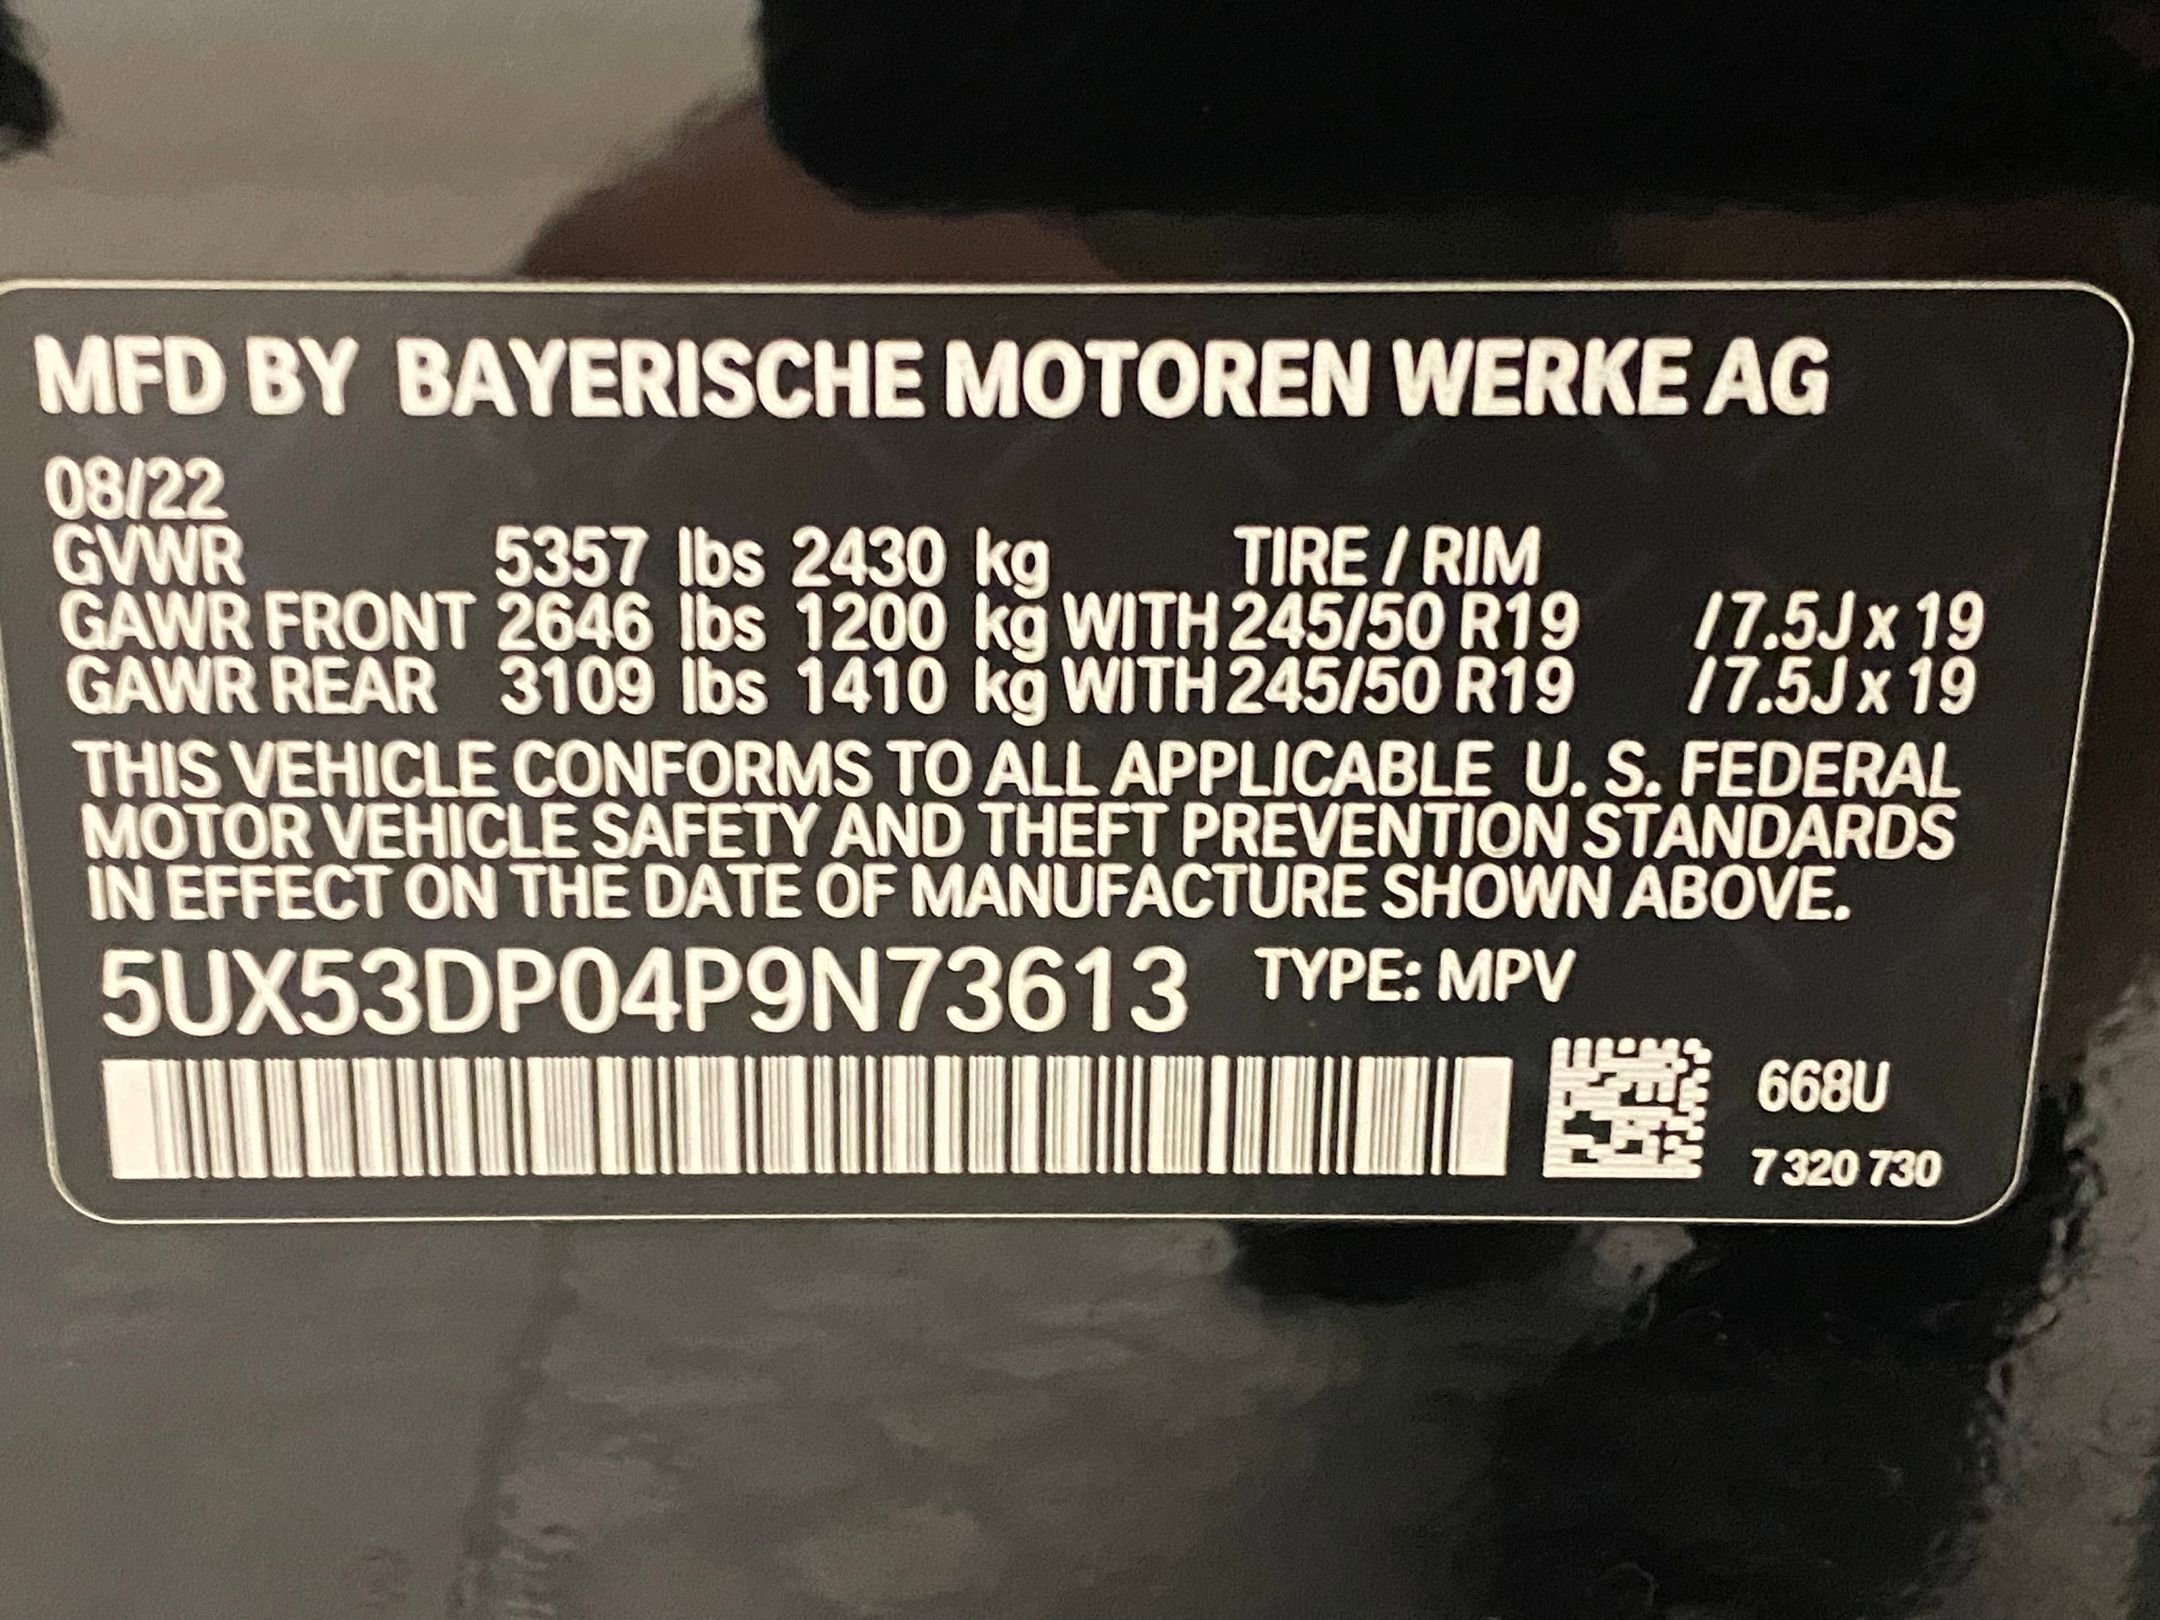 MFD BY BAYERISCHE MOTOREN WERKE AG
08/22
GVWR 5357 lbs 2430 kg TIRE / RIM
GAWR FRONT 2646 lbs 1200 kg WITH 245/50 R19 / 7.5J x 19
GAWR REAR 3109 lbs 1410 kg WITH 245/50 R19 / 7.5J x 19
THIS VEHICLE CONFORMS TO ALL APPLICABLE U. S. FEDERAL
MOTOR VEHICLE SAFETY AND THEFT PREVENTION STANDARDS
IN EFFECT ON THE DATE OF MANUFACTURE SHOWN ABOVE.
5UX53DP04P9N73613 TYPE: MPV
668U
7 320 730